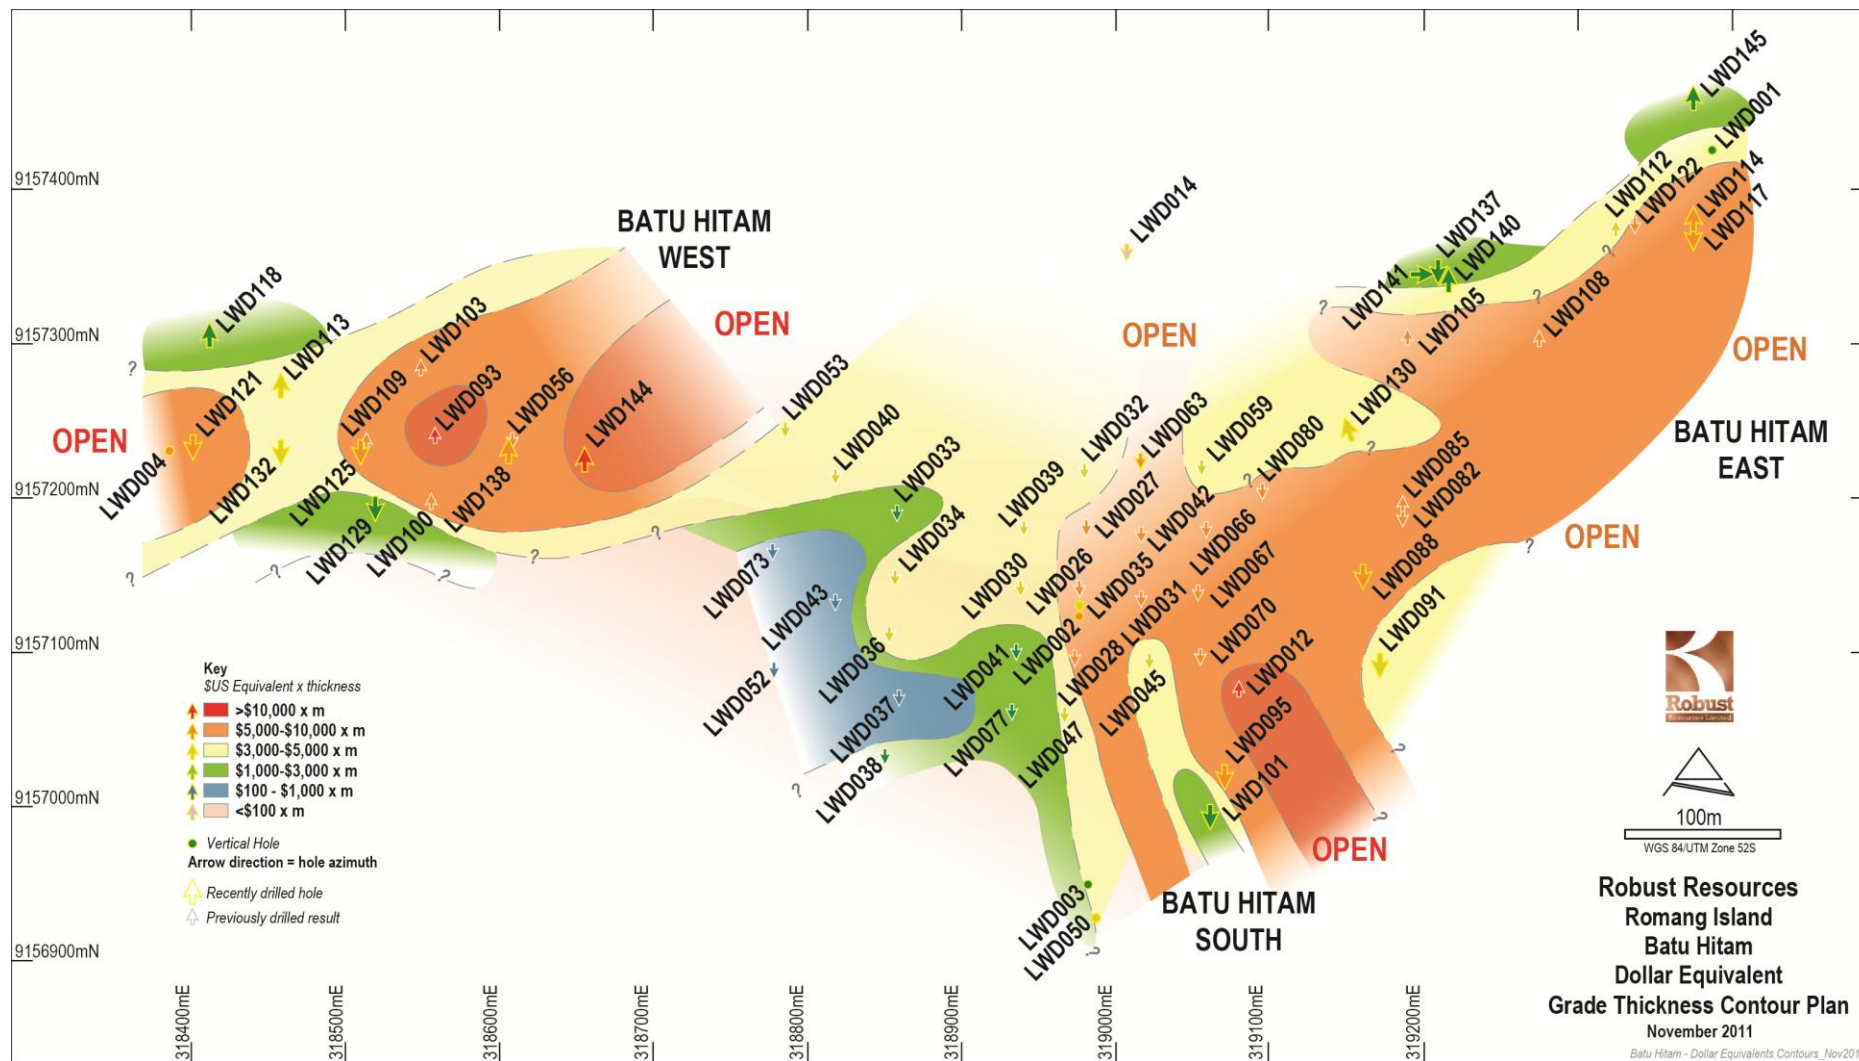 LWD145
LWD001
9157400mN
LWD112
LWD122
LWD114
LWD117
BATU HITAM
WEST
LWD014
LWD137
LWD140
LWD141
LWD105
LWD108
LWD118
LWD113
LWD103
OPEN
9157300mN
OPEN
OPEN
?
?
?
?
LWD121
LWD109
LWD093
LWD056
LWD144
LWD053
LWD040
LWD033
LWD032
LWD063
LWD059
LWD130
LWD080
OPEN
?
?
BATU HITAM
EAST
LWD004
LWD132
LWD125
LWD138
LWD039
LWD027
LWD042
LWD085
LWD082
9157200mN
LWD129
LWD100
LWD034
LWD066
OPEN
?
?
?
?
?
?
?
LWD073
LWD030
LWD026
LWD035
LWD067
LWD088
LWD043
LWD031
LWD091
9157100mN
LWD036
LWD041
LWD002
LWD028
LWD070
LWD012
LWD052
LWD037
LWD077
LWD047
LWD045
LWD095
LWD038
LWD101
?
?
?
Key
$US Equivalent x thickness
>$10,000 x m
$5,000-$10,000 x m
$3,000-$5,000 x m
$1,000-$3,000 x m
$100 - $1,000 x m
<$100 x m
Vertical Hole
Arrow direction = hole azimuth
Recently drilled hole
Previously drilled result
9157000mN
OPEN
LWD003
LWD050
?
BATU HITAM
SOUTH
9156900mN
318400mE
318500mE
318600mE
318700mE
318800mE
318900mE
319000mE
319100mE
319200mE
Robust
100m
WGS 84/UTM Zone 52S
Robust Resources
Romang Island
Batu Hitam
Dollar Equivalent
Grade Thickness Contour Plan
November 2011
Batu Hitam - Dollar Equivalents Contours_Nov201